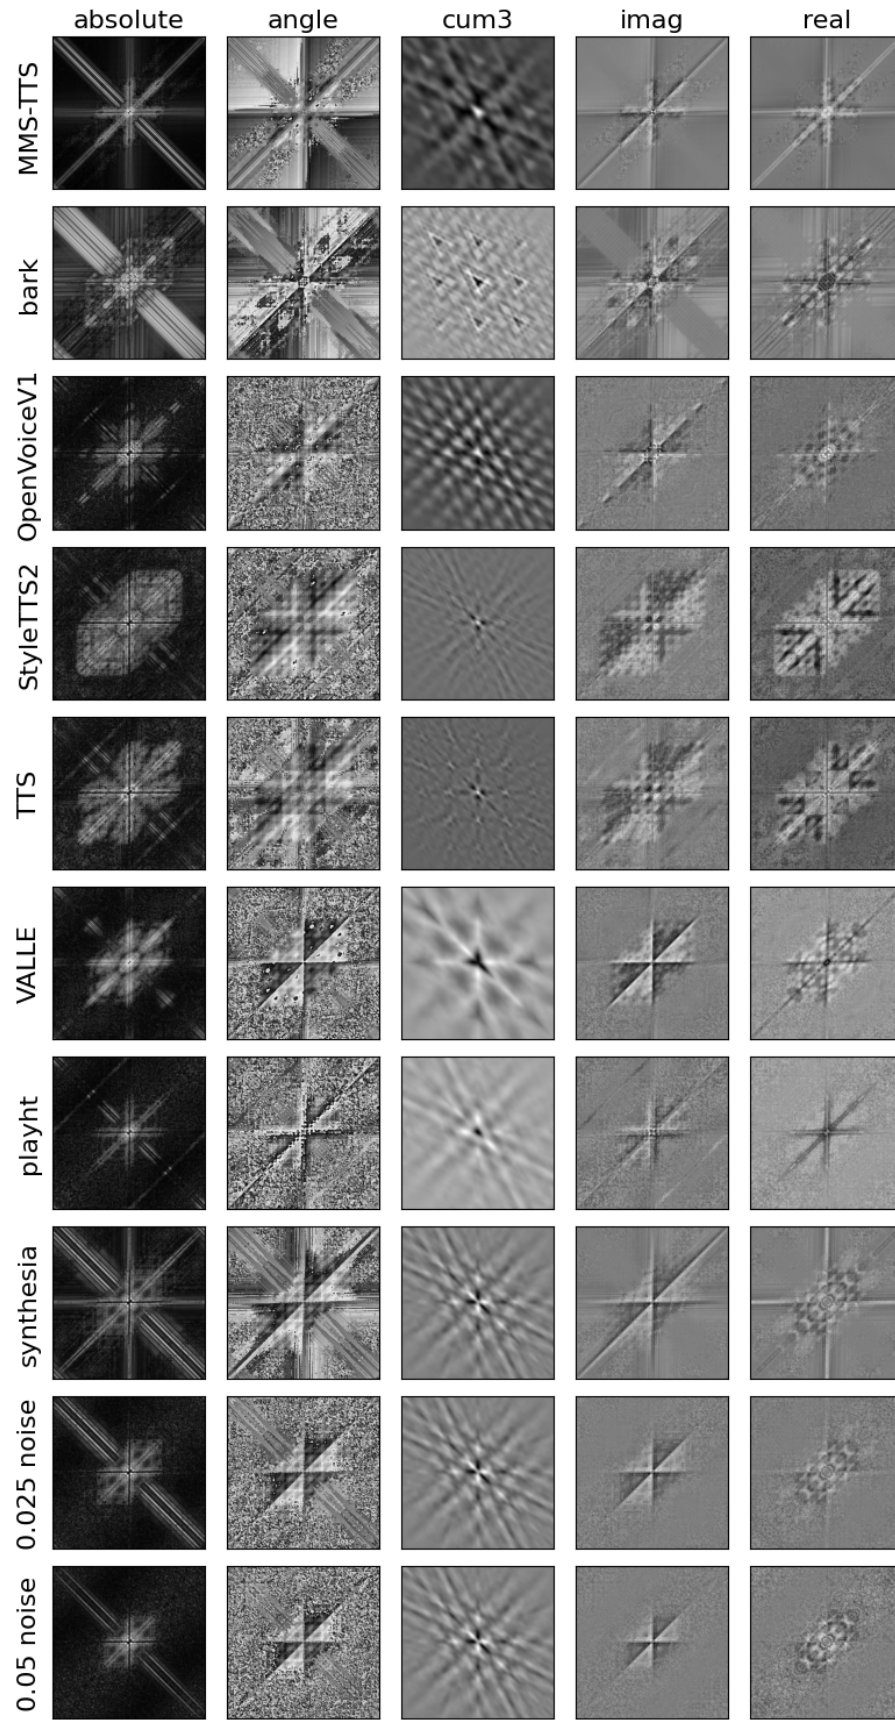 absolute angle cum3 imag real
MMS-TTS
bark
OpenVoiceV1
StyleTTS2
TTS
VALLE
playht
synthesia
0.025 noise
0.05 noise